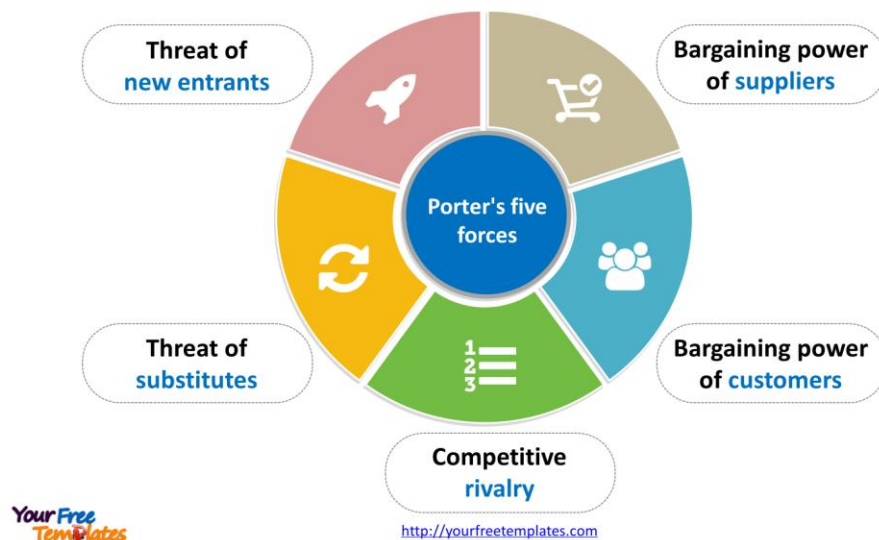 Threat of
new entrants
Bargaining power
of suppliers
Porter's five
forces
Threat of
substitutes
Bargaining power
of customers
1
2
3
Competitive
rivalry
Your Free
Templates
http://yourfreetemplates.com